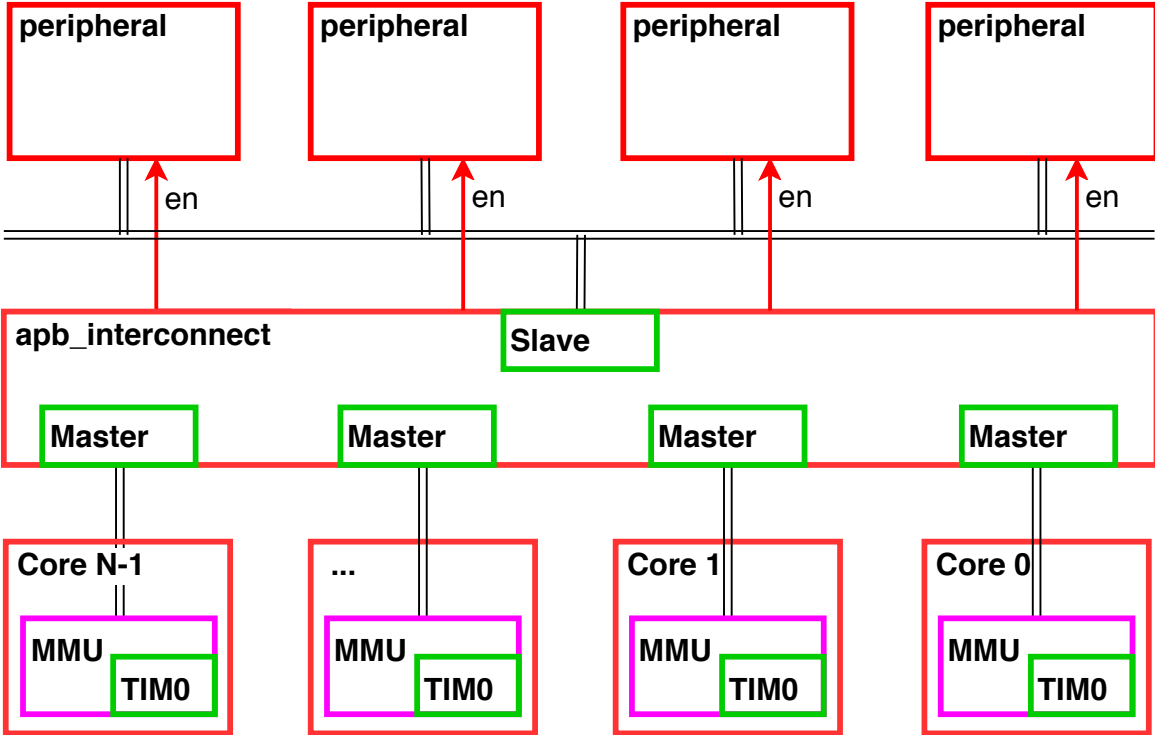 peripheral peripheral peripheral peripheral
en en en en
apb_interconnect Slave
Master Master Master Master
Core N-1 ... Core 1 Core 0
MMU MMU MMU MMU
TIM0 TIM0 TIM0 TIM0